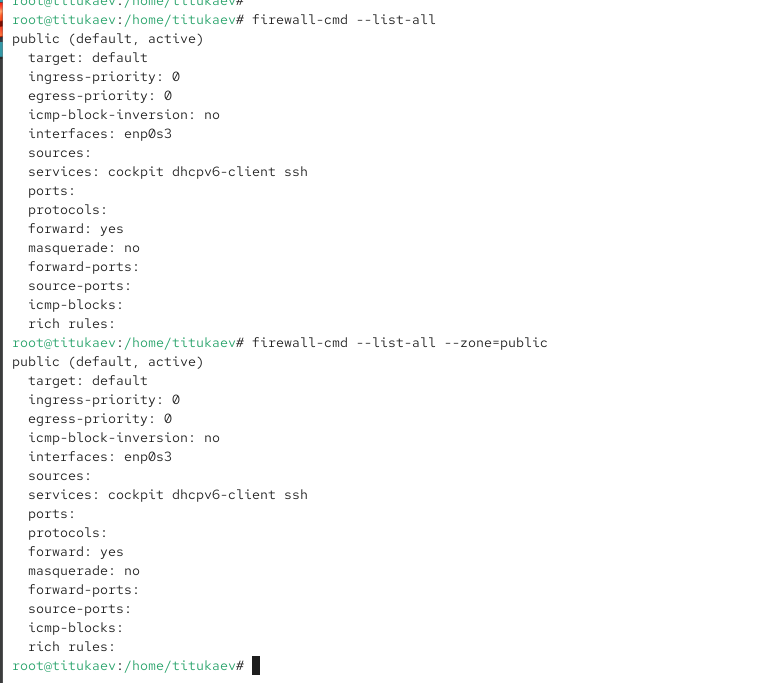 root@titukaev:/home/titukaev#
root@titukaev:/home/titukaev# firewall-cmd --list-all
public (default, active)
  target: default
  ingress-priority: 0
  egress-priority: 0
  icmp-block-inversion: no
  interfaces: enp0s3
  sources:
  services: cockpit dhcpv6-client ssh
  ports:
  protocols:
  forward: yes
  masquerade: no
  forward-ports:
  source-ports:
  icmp-blocks:
  rich rules:
root@titukaev:/home/titukaev# firewall-cmd --list-all --zone=public
public (default, active)
  target: default
  ingress-priority: 0
  egress-priority: 0
  icmp-block-inversion: no
  interfaces: enp0s3
  sources:
  services: cockpit dhcpv6-client ssh
  ports:
  protocols:
  forward: yes
  masquerade: no
  forward-ports:
  source-ports:
  icmp-blocks:
  rich rules:
root@titukaev:/home/titukaev#